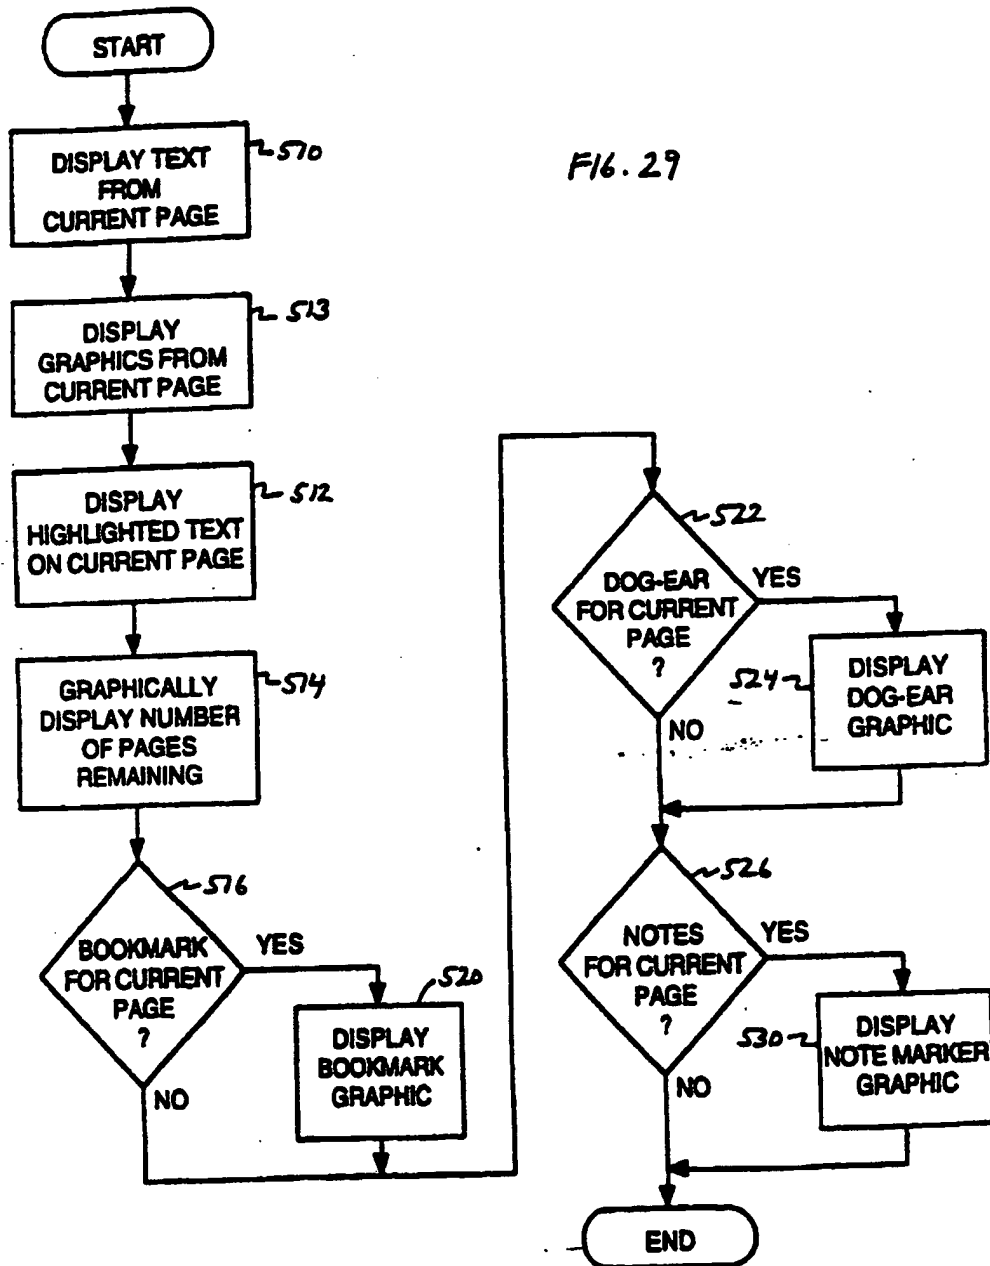 START
DISPLAY TEXT
FROM
CURRENT PAGE
510
FIG. 29
DISPLAY
GRAPHICS FROM
CURRENT PAGE
513
DISPLAY
HIGHLIGHTED TEXT
ON CURRENT PAGE
512
GRAPHICALLY
DISPLAY NUMBER
OF PAGES
REMAINING
514
BOOKMARK
FOR CURRENT
PAGE
?
516
YES
NO
520
DISPLAY
BOOKMARK
GRAPHIC
DOG-EAR
FOR CURRENT
PAGE
?
522
YES
NO
524
DISPLAY
DOG-EAR
GRAPHIC
NOTES
FOR CURRENT
PAGE
?
526
YES
NO
530
DISPLAY
NOTE MARKER
GRAPHIC
END